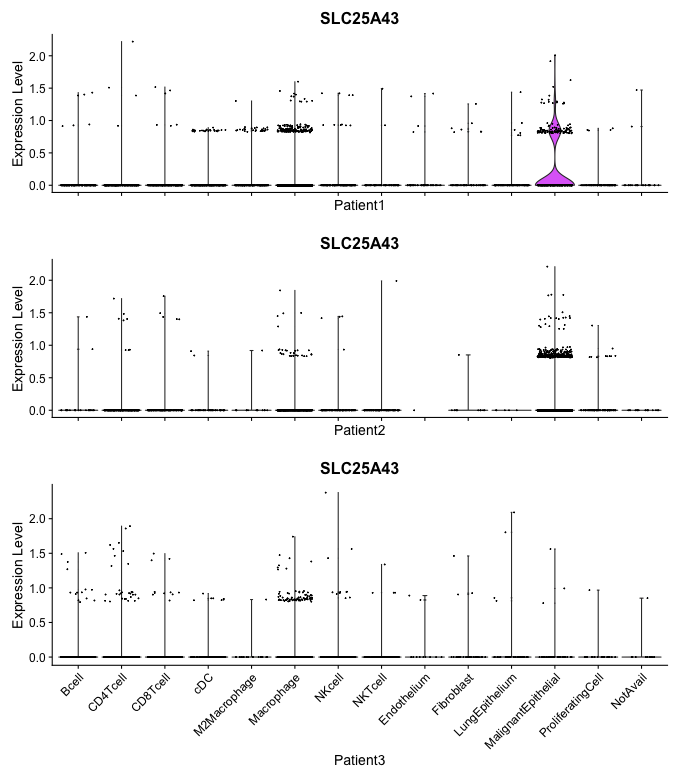 SLC25A43
Expression Level
2.0
1.5
1.0
0.5
0.0
Patient1
SLC25A43
Expression Level
2.0
1.5
1.0
0.5
0.0
Patient2
SLC25A43
Expression Level
2.0
1.5
1.0
0.5
0.0
Bcell
CD4Tcell
CD8Tcell
cDC
M2Macrophage
Macrophage
NKcell
NKTcell
Endothelium
Fibroblast
LungEpithelium
MalignantEpithelial
ProliferatingCell
NotAvail
Patient3